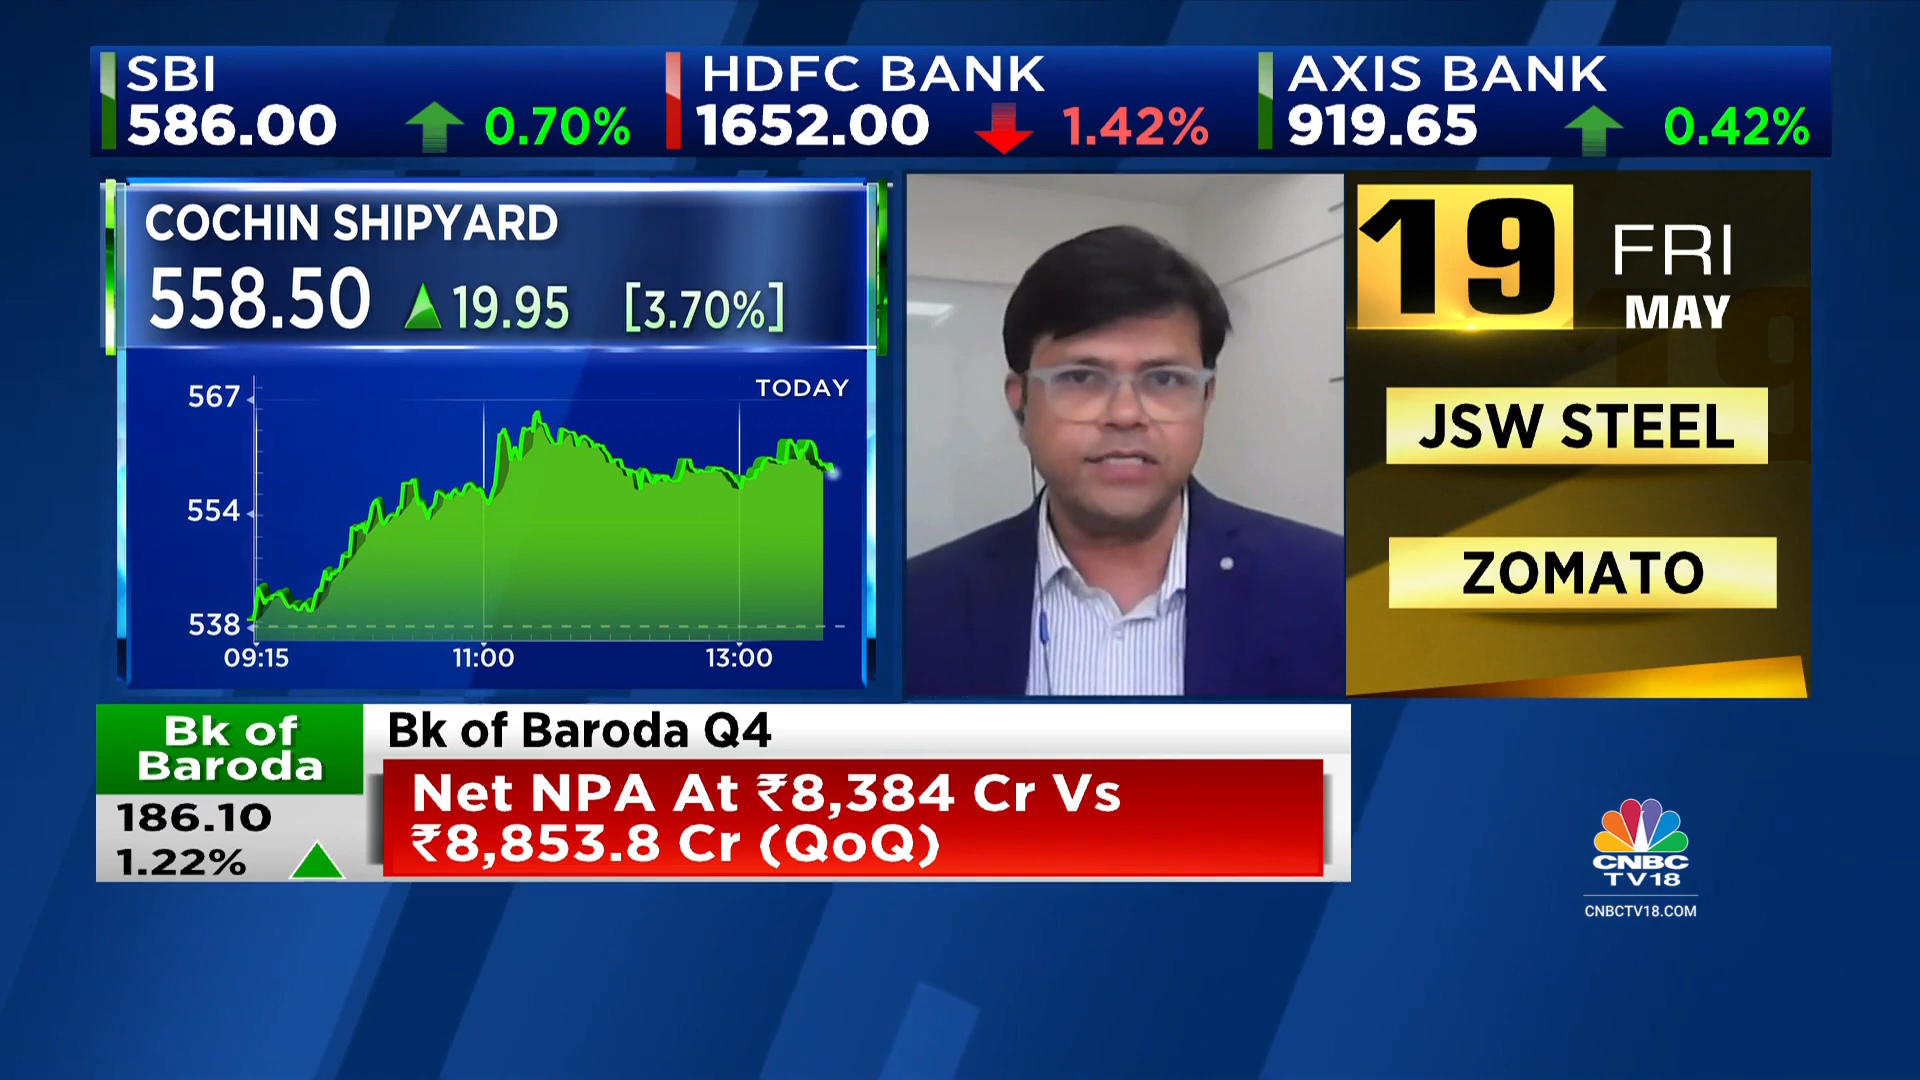 SBI
586.00 0.70%
HDFC BANK
1652.00 1.42%
AXIS BANK
919.65 0.42%
COCHIN SHIPYARD
558.50 19.95 [3.70%]
TODAY
567
554
538
09:15 11:00 13:00
19 FRI
MAY
JSW STEEL
ZOMATO
Bk of
Baroda
186.10
1.22%
Bk of Baroda Q4
Net NPA At ₹8,384 Cr Vs
₹8,853.8 Cr (QoQ)
CNBC
TV18
CNBCTV18.COM